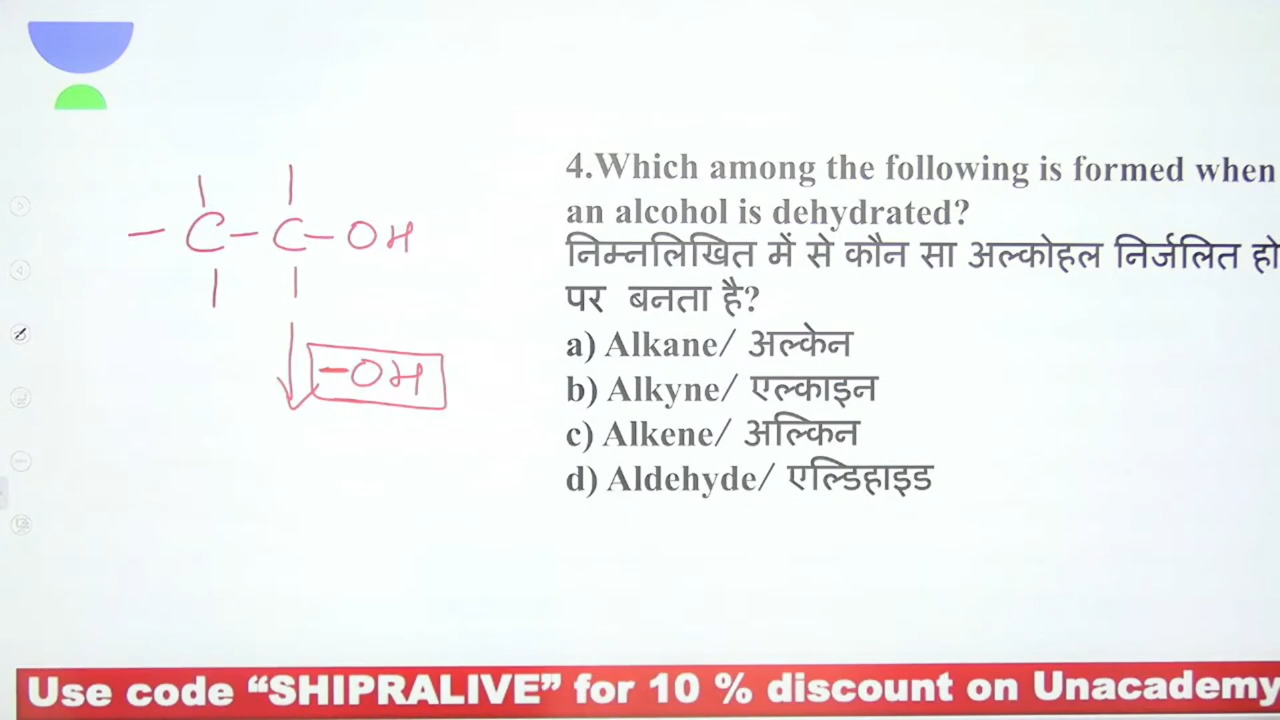 4.Which among the following is formed when
an alcohol is dehydrated?
निम्नलिखित में से कौन सा अल्कोहल निर्जलित हो
पर बनता है?
a) Alkane/ अल्केन
b) Alkyne/ एल्काइन
c) Alkene/ अल्किन
d) Aldehyde/ एल्डिहाइड
- C - C - OH
-OH
Use code “SHIPRALIVE” for 10 % discount on Unacademy